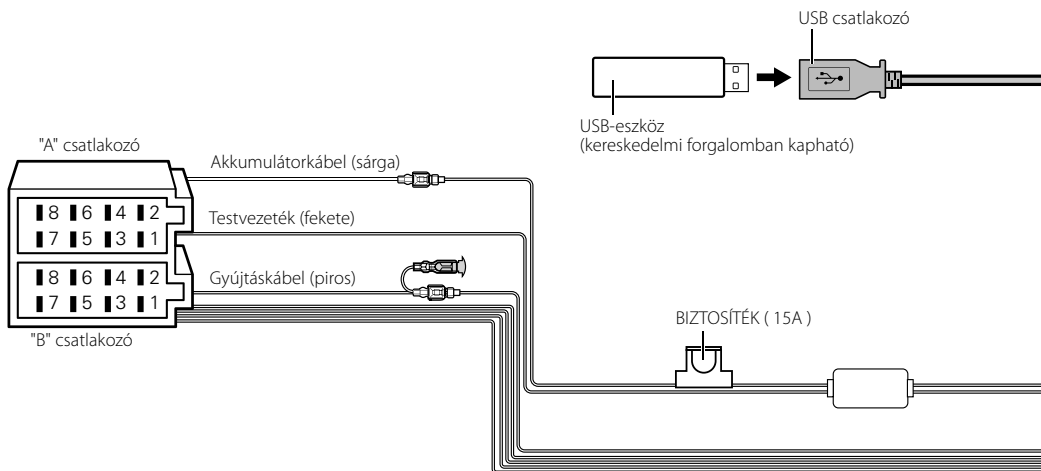 USB csatlakozó
USB-eszköz
(kereskedelmi forgalomban kapható)
"A" csatlakozó
Akkumulátorkábel (sárga)
8 6 4 2
7 5 3 1
Testvezeték (fekete)
8 6 4 2
7 5 3 1
Gyújtáskábel (piros)
"B" csatlakozó
BIZTOSÍTÉK ( 15A )